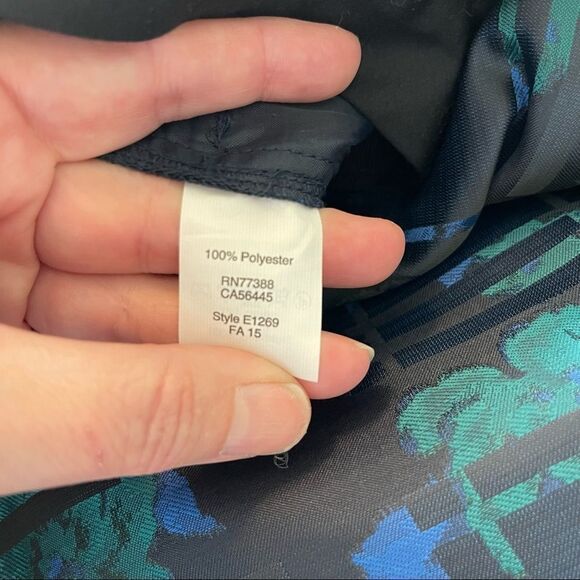 100% Polyester
RN77388
CA56445
Style E1269
FA 15